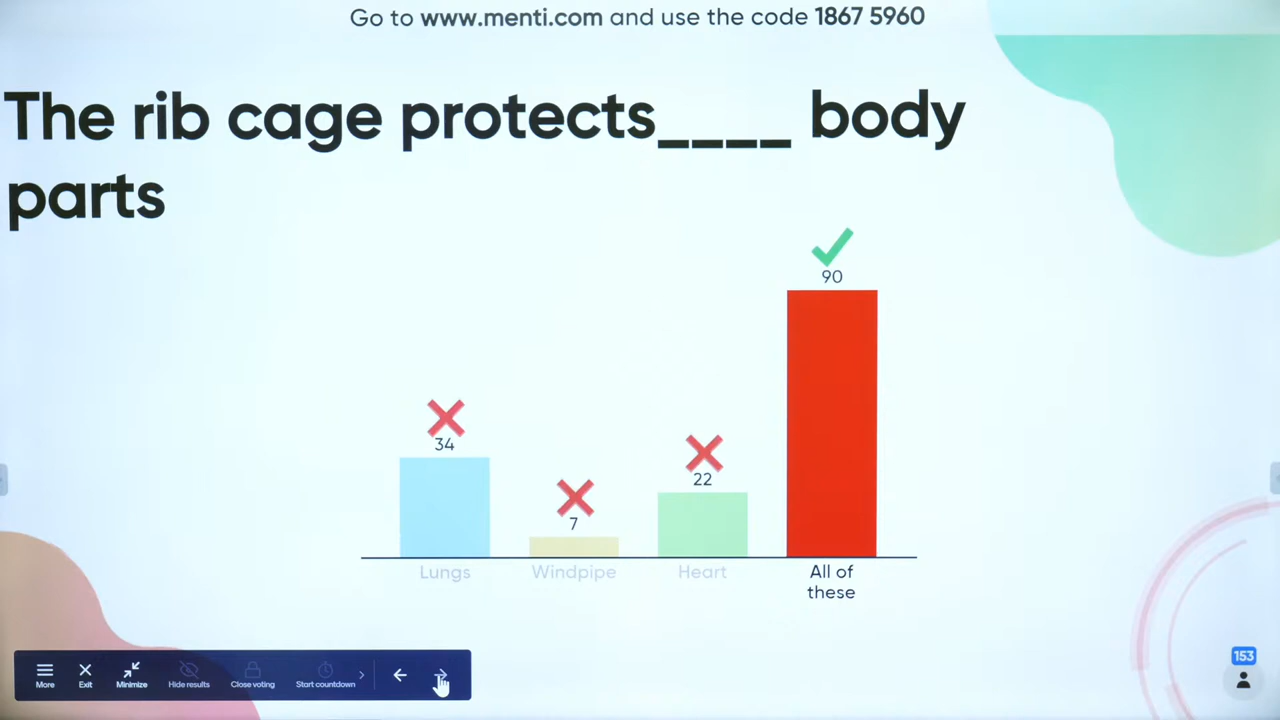 Go to www.menti.com and use the code 1867 5960
The rib cage protects____ body
parts
90
34
22
7
Lungs
Windpipe
Heart
All of
these
More
Exit
Minimize
Hide results
Close voting
Start countdown
153